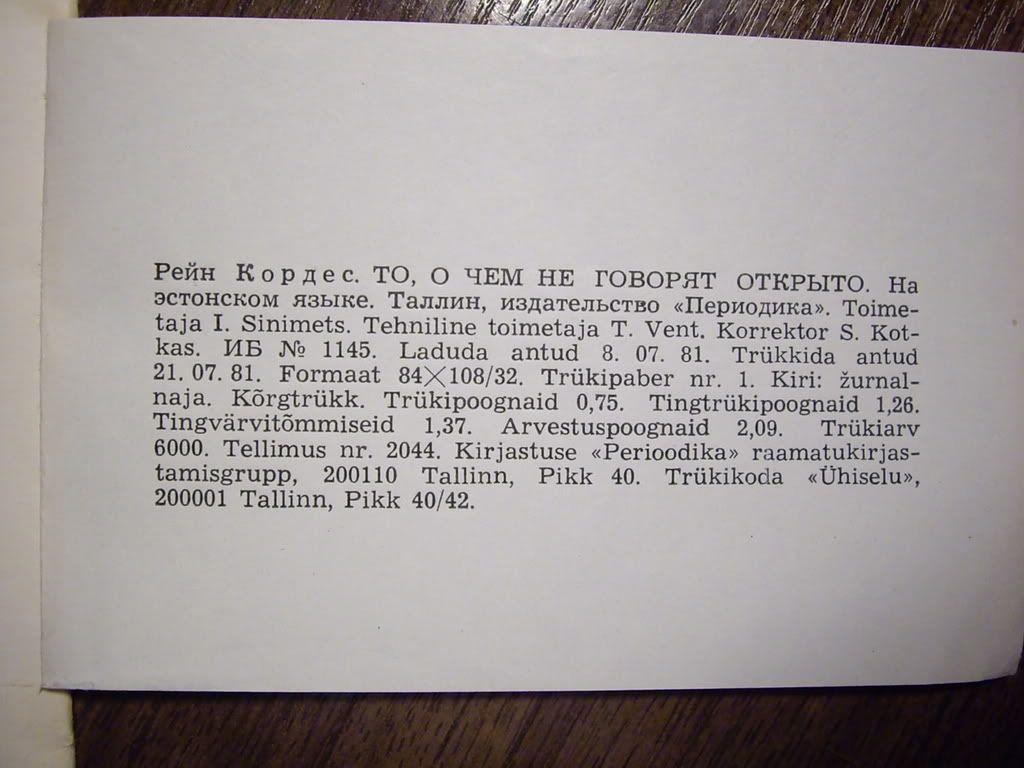 Рейн Кордес. ТО, О ЧЕМ НЕ ГОВОРЯТ ОТКРЫТО. На
эстонском языке. Таллин, издательство «Периодика». Toime-
taja I. Sinimets. Tehniline toimetaja T. Vent. Korrektor S. Kot-
kas. ИБ № 1145. Laduda antud 8. 07. 81. Trükkida antud
21. 07. 81. Formaat 84×108/32. Trükipaber nr. 1. Kiri: žurnal-
naja. Kõrgtrükk. Trükipoognaid 0,75. Tingtrükipoognaid 1,26.
Tingvärvitõmmiseid 1,37. Arvestuspoognaid 2,09. Trükiarv
6000. Tellimus nr. 2044. Kirjastuse «Perioodika» raamatukirjas-
tamisgrupp, 200110 Tallinn, Pikk 40. Trükikoda «Ühiselu»,
200001 Tallinn, Pikk 40/42.